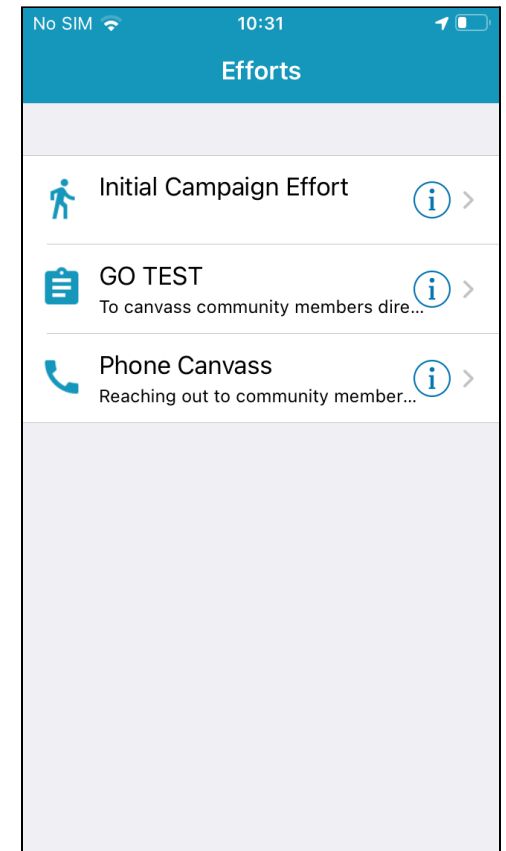 No SIM 10:31
Efforts
Initial Campaign Effort
GO TEST
To canvass community members dire...
Phone Canvass
Reaching out to community member...